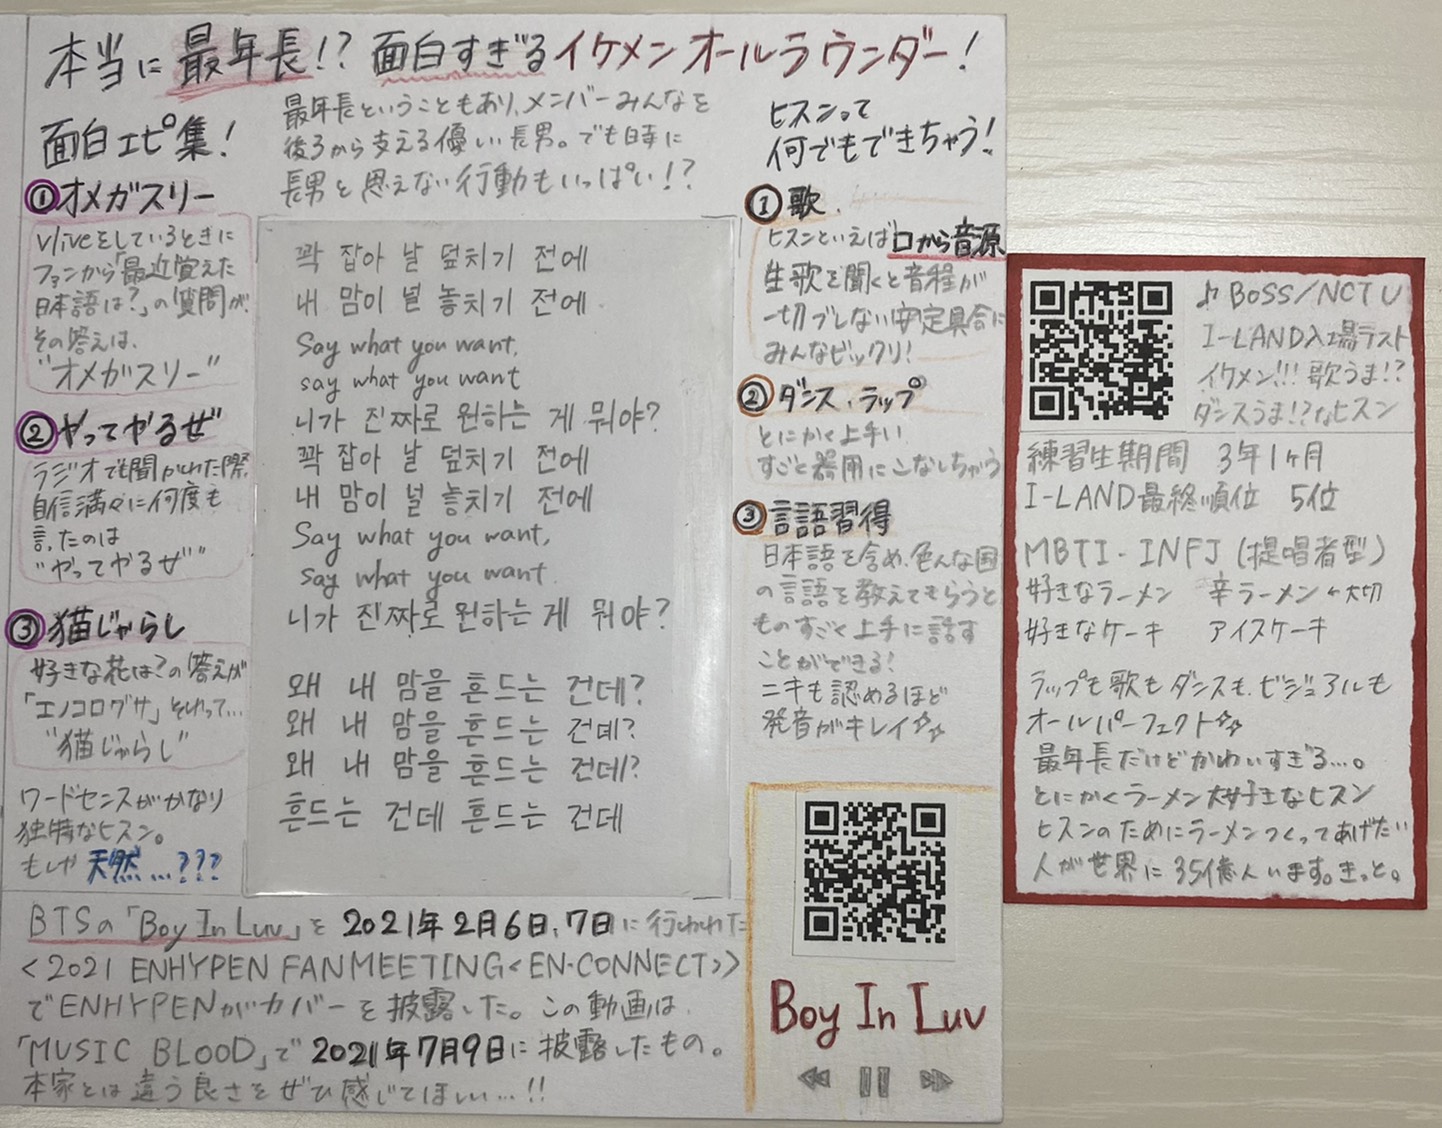 本当に最年長!? 面白すぎるイケメンオールラウンダー!
最年長ということもあり、メンバーみんなを
後ろから支える優しい長男。でも時に
長男と思えない行動もいっぱい!?
面白エピ集!
①オメガスリー
Vliveをしているときに
ファンから「最近覚えた
日本語は?」の質問が、
その答えは、
"オメガスリー"
②やってやるぜ
ラジオでも聞かれた際、
自信満々に何度も
言ったのは
"やってやるぜ"
③猫じゃらし
好きな花は?の答えが
「エノコログサ」それって…
"猫じゃらし"
ワードセンスがかなり
独特なヒスン。
もしや天然…???
꽉 잡아 날 덮치기 전에
내 맘이 널 놓치기 전에
Say what you want,
say what you want
니가 진짜로 원하는 게 뭐야?
꽉 잡아 날 덮치기 전에
내 맘이 널 놓치기 전에
Say what you want,
say what you want
니가 진짜로 원하는 게 뭐야?
왜 내 맘을 흔드는 건데?
왜 내 맘을 흔드는 건데?
왜 내 맘을 흔드는 건데?
흔드는 건데 흔드는 건데
ヒスンって
何でもできちゃう!
①歌
ヒスンといえば口から音源
生歌を聞くと音程が
一切ブレない安定具合に
みんなビックリ!
②ダンス・ラップ
とにかく上手い
すごと器用にこなしちゃう
③言語習得
日本語を含め、色んな国
の言語を教えてもらうと
ものすごく上手に話す
ことができる!
ニキも認めるほど
発音がキレイ☆☆
BTSの「Boy In Luv」を2021年2月6日、7日に行われた
<2021 ENHYPEN FANMEETING<EN-CONNECT>>
でENHYPENがカバーを披露した。この動画は、
「MUSIC BLOOD」で2021年7月9日に披露したもの。
本家とは違う良さをぜひ感じてほしい…!!
Boy In Luv
♪BOSS/NCT U
I-LAND入場テスト
イケメン!!! 歌うま!?
ダンスうま!?なヒスン
練習生期間 3年1ヶ月
I-LAND最終順位 5位
MBTI・INFJ(提唱者型)
好きなラーメン 辛ラーメン←大切
好きなケーキ アイスケーキ
ラップも歌もダンスも、ビジュアルも
オールパーフェクト☆☆
最年長だけどかわいすぎる…。
とにかくラーメン大好きなヒスン
ヒスンのためにラーメンつくってあげたい
人が世界に35億人います。きっと。